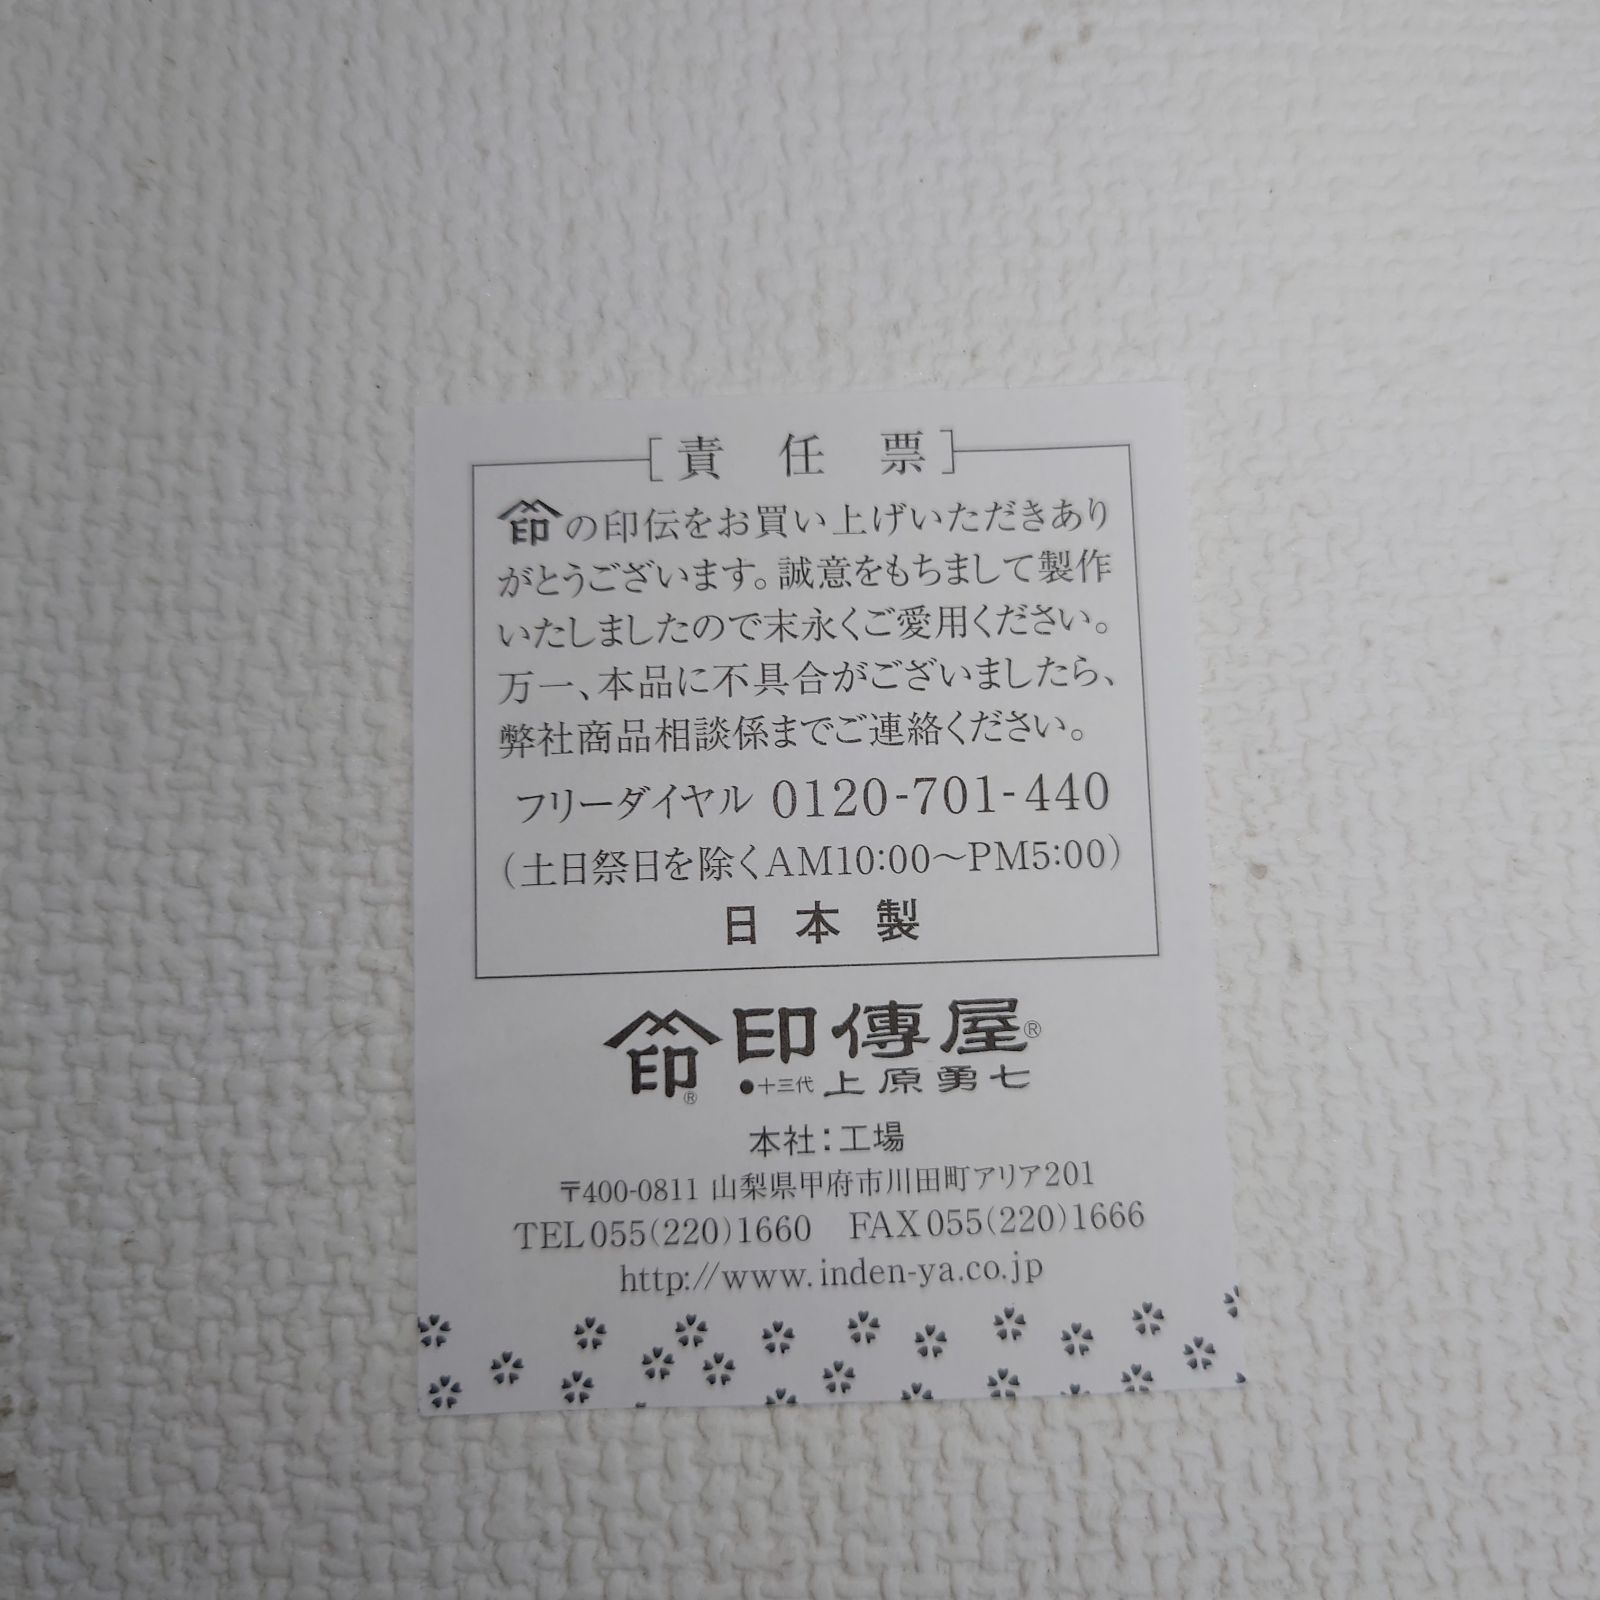 [責任票]
印の印伝をお買い上げいただきあり
がとうございます。誠意をもちまして製作
いたしましたので末永くご愛用ください。
万一、本品に不具合がございましたら、
弊社商品相談係までご連絡ください。
フリーダイヤル 0120-701-440
(土日祭日を除くAM10:00～PM5:00)
日本製
印® 印傳屋®
●十三代 上原勇七
本社：工場
〒400-0811 山梨県甲府市川田町アリア201
TEL055(220)1660 FAX055(220)1666
http://www.inden-ya.co.jp